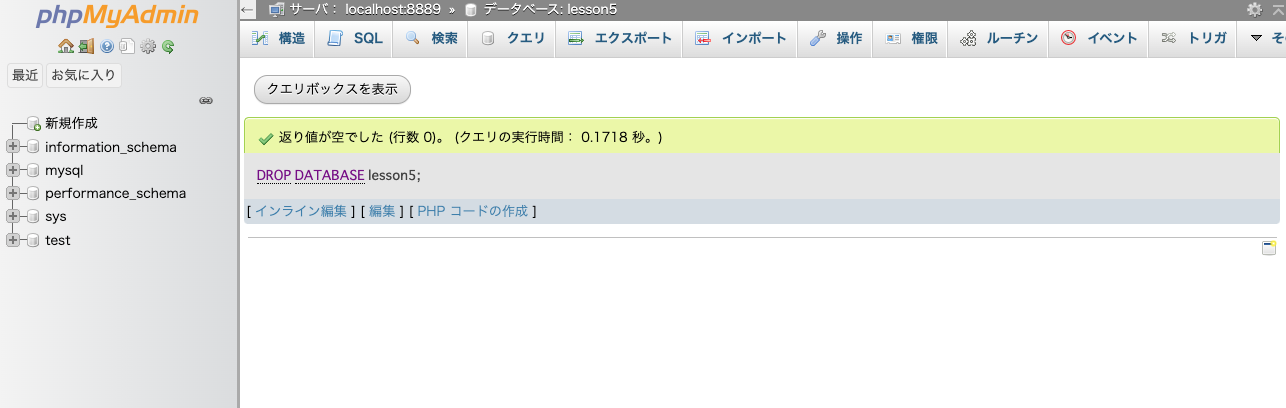 phpMyAdmin
最近 お気に入り
新規作成
information_schema
mysql
performance_schema
sys
test
サーバ: localhost:8889 » データベース: lesson5
構造 SQL 検索 クエリ エクスポート インポート 操作 権限 ルーチン イベント トリガ そ
クエリボックスを表示
返り値が空でした (行数 0)。 (クエリの実行時間: 0.1718 秒。)
DROP DATABASE lesson5;
[ インライン編集 ] [ 編集 ] [ PHP コードの作成 ]